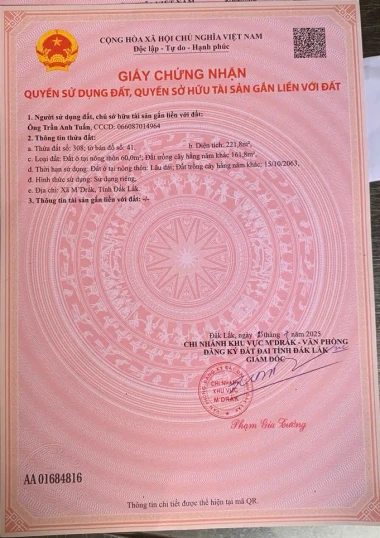 CỘNG HÒA XÃ HỘI CHỦ NGHĨA VIỆT NAM
Độc lập - Tự do - Hạnh phúc
GIẤY CHỨNG NHẬN
QUYỀN SỬ DỤNG ĐẤT, QUYỀN SỞ HỮU TÀI SẢN GẮN LIỀN VỚI ĐẤT
1. Người sử dụng đất, chủ sở hữu tài sản gắn liền với đất:
Ông Trần Anh Tuấn, CCCD: 066087014964
2. Thông tin thửa đất:
a. Thửa đất số: 308; tờ bản đồ số: 41, b. Diện tích: 221,8m²,
c. Loại đất: Đất ở tại nông thôn 60,0m²; Đất trồng cây hằng năm khác 161,8m²,
d. Thời hạn sử dụng: Đất ở tại nông thôn: Lâu dài; Đất trồng cây hằng năm khác: 15/10/2063,
đ. Hình thức sử dụng: Sử dụng riêng,
e. Địa chỉ: Xã M'Drắk, Tỉnh Đắk Lắk.
3. Thông tin tài sản gắn liền với đất: -/-
Đắk Lắk, ngày tháng năm 2025
CHI NHÁNH KHU VỰC M'DRẮK - VĂN PHÒNG
ĐĂNG KÝ ĐẤT ĐAI TỈNH ĐẮK LẮK
GIÁM ĐỐC
CHI NHÁNH
KHU VỰC
M'DRẮK
Phạm Gia Trường
AA 01684816
Thông tin chi tiết được thể hiện tại mã QR.